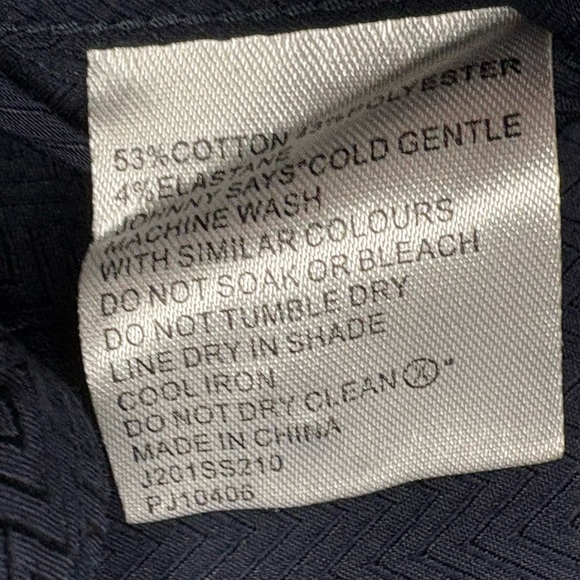 53%COTTON 43%POLYESTER
4%ELASTANE
JOHNNY SAYS"COLD GENTLE
MACHINE WASH
WITH SIMILAR COLOURS
DO NOT SOAK OR BLEACH
DO NOT TUMBLE DRY
LINE DRY IN SHADE
COOL IRON
DO NOT DRY CLEAN"
MADE IN CHINA
J201SS210
PJ10406